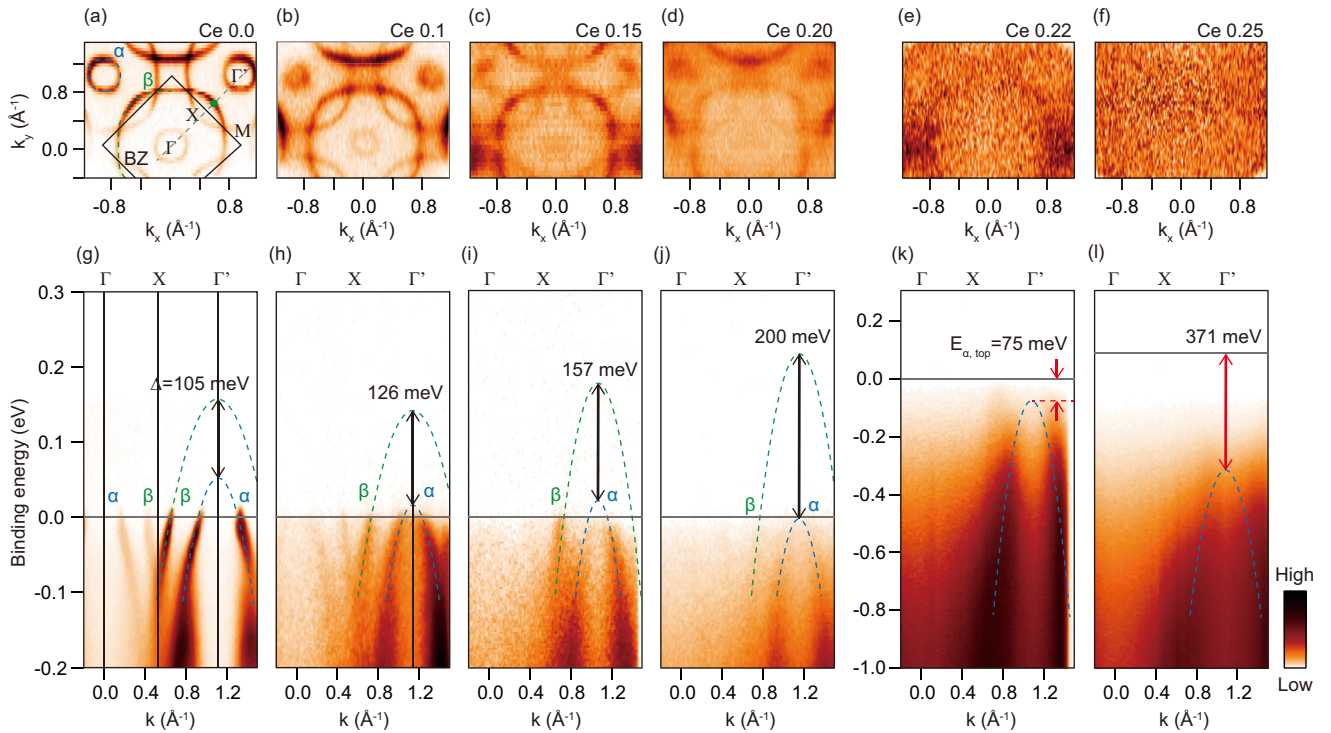 (a) Ce 0.0
(b) Ce 0.1
(c) Ce 0.15
(d) Ce 0.20
(e) Ce 0.22
(f) Ce 0.25
α
β
Γ'
X
M
Γ
BZ
k_y (Å⁻¹)
0.8
0.0
-0.8 0.0 0.8
k_x (Å⁻¹)
-0.8 0.0 0.8
k_x (Å⁻¹)
-0.8 0.0 0.8
k_x (Å⁻¹)
-0.8 0.0 0.8
k_x (Å⁻¹)
-0.8 0.0 0.8
k_x (Å⁻¹)
-0.8 0.0 0.8
k_x (Å⁻¹)
(g)
Γ X Γ'
Δ=105 meV
α β β α
Binding energy (eV)
0.3
0.2
0.1
0.0
-0.1
-0.2
0.0 0.4 0.8 1.2
k (Å⁻¹)
(h)
Γ X Γ'
126 meV
β α
0.0 0.4 0.8 1.2
k (Å⁻¹)
(i)
Γ X Γ'
157 meV
β α
0.0 0.4 0.8 1.2
k (Å⁻¹)
(j)
Γ X Γ'
200 meV
β α
0.0 0.4 0.8 1.2
k (Å⁻¹)
(k)
Γ X Γ'
E_α, top=75 meV
0.2
0.0
-0.2
-0.4
-0.6
-0.8
-1.0
0.0 0.4 0.8 1.2
k (Å⁻¹)
(l)
Γ Γ'
371 meV
0.0 0.4 0.8 1.2
k (Å⁻¹)
High
Low